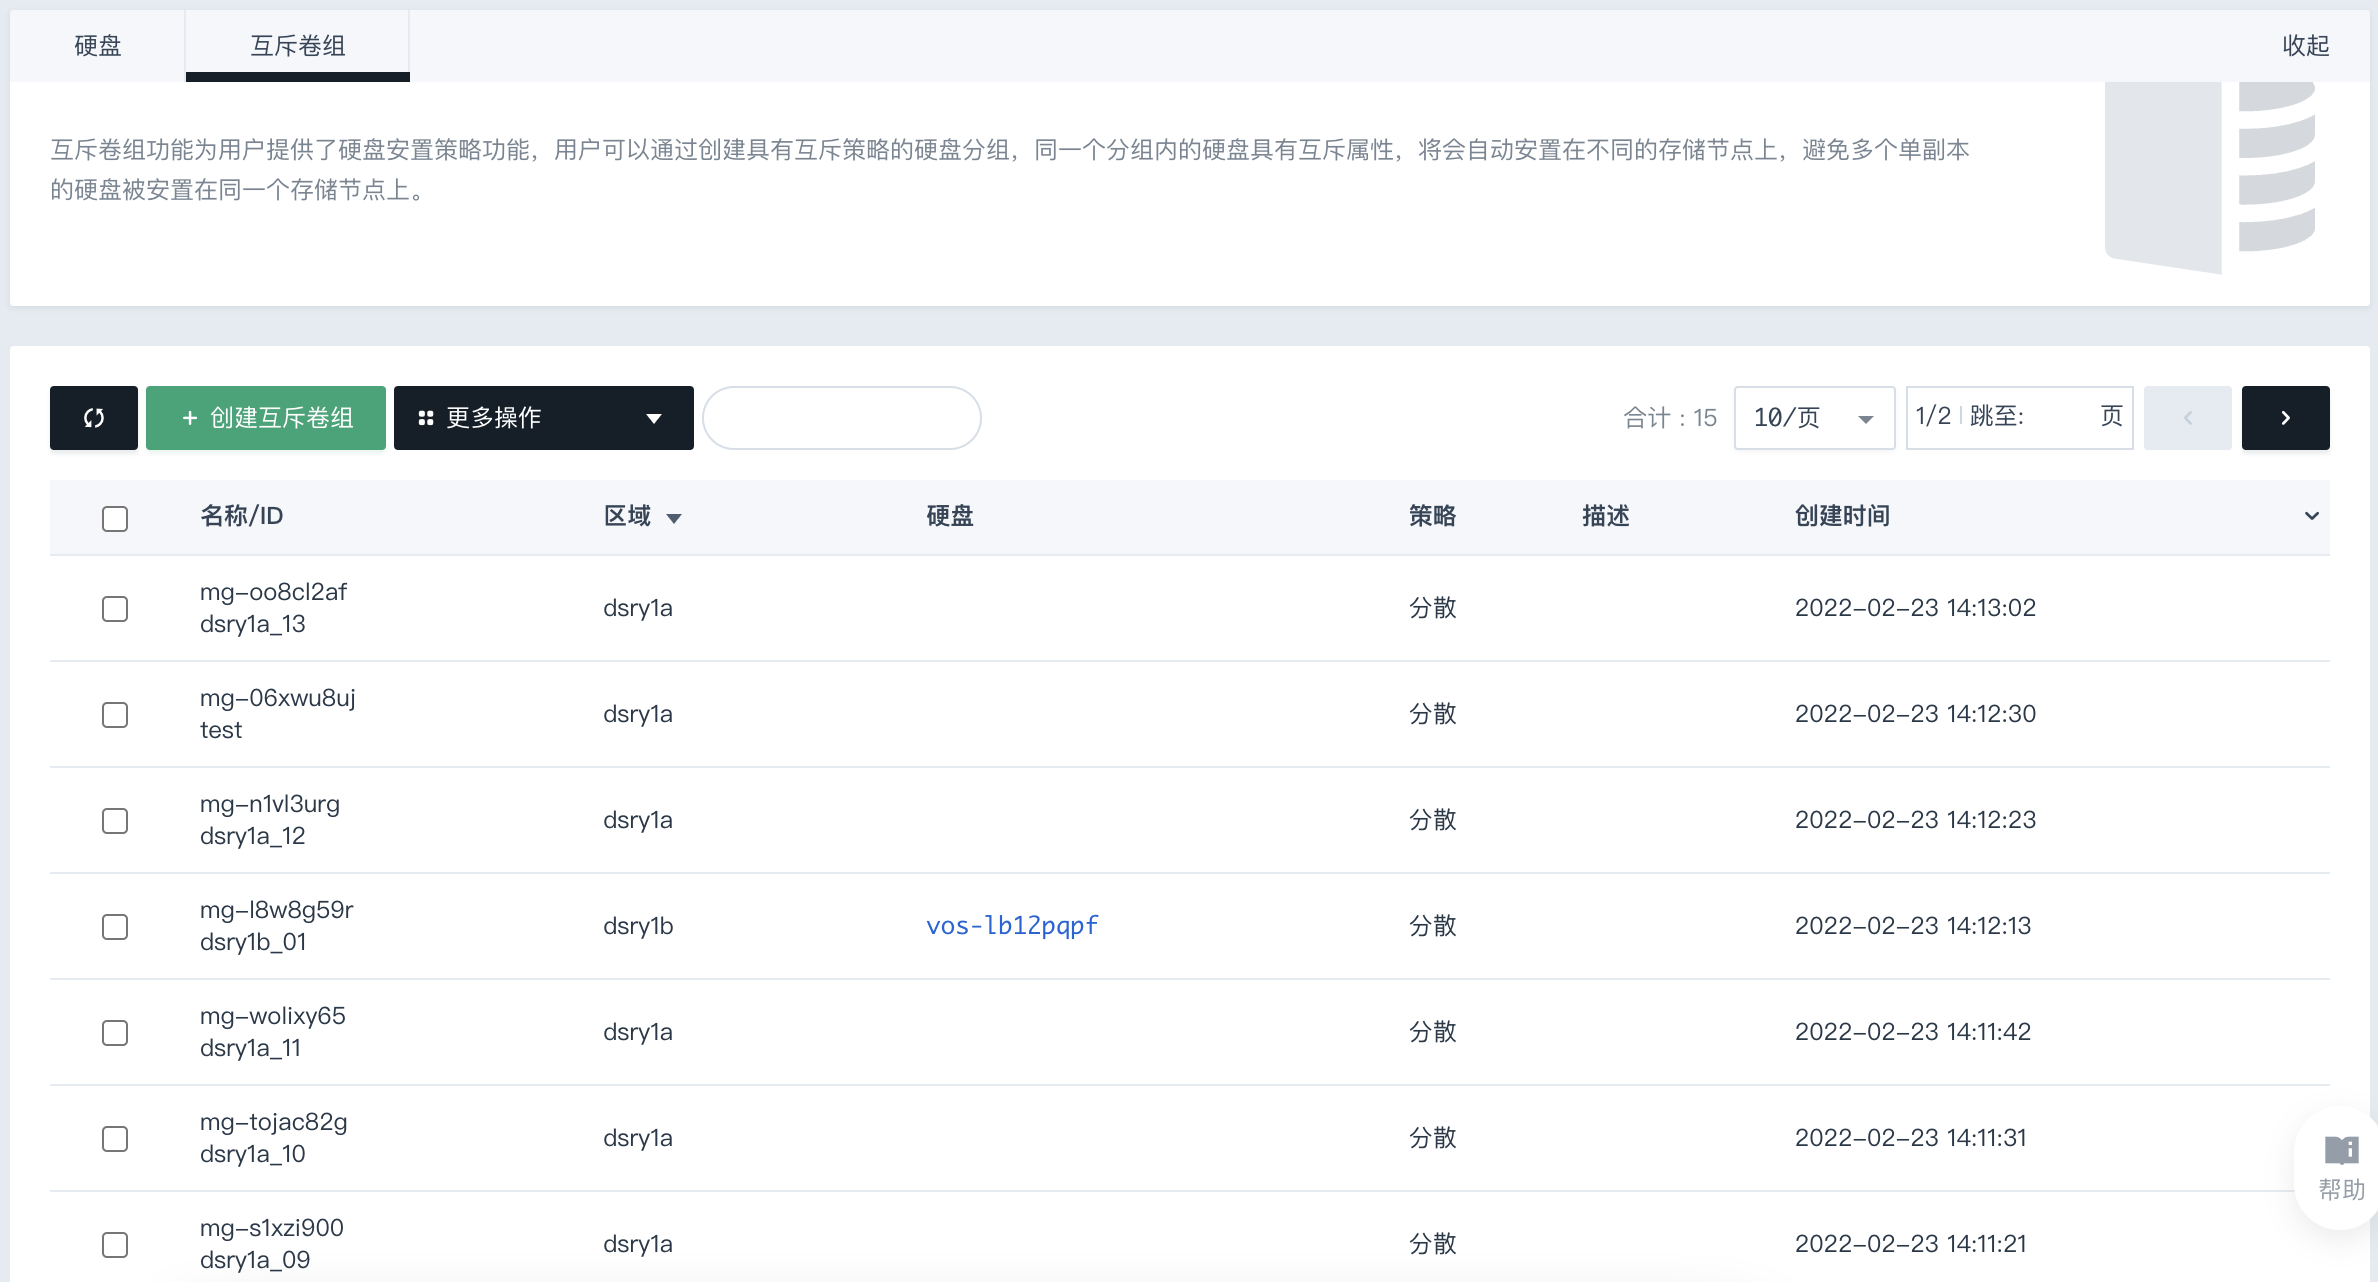 硬盘
互斥卷组
收起
互斥卷组功能为用户提供了硬盘安置策略功能，用户可以通过创建具有互斥策略的硬盘分组，同一个分组内的硬盘具有互斥属性，将会自动安置在不同的存储节点上，避免多个单副本
的硬盘被安置在同一个存储节点上。
+ 创建互斥卷组
更多操作
合计 : 15
10/页
1/2 跳至: 页
名称/ID 区域 硬盘 策略 描述 创建时间
mg-oo8cl2af
dsry1a_13
dsry1a 分散 2022-02-23 14:13:02
mg-06xwu8uj
test
dsry1a 分散 2022-02-23 14:12:30
mg-n1vl3urg
dsry1a_12
dsry1a 分散 2022-02-23 14:12:23
mg-l8w8g59r
dsry1b_01
dsry1b vos-lb12pqpf 分散 2022-02-23 14:12:13
mg-wolixy65
dsry1a_11
dsry1a 分散 2022-02-23 14:11:42
mg-tojac82g
dsry1a_10
dsry1a 分散 2022-02-23 14:11:31
mg-s1xzi900
dsry1a_09
dsry1a 分散 2022-02-23 14:11:21
帮助